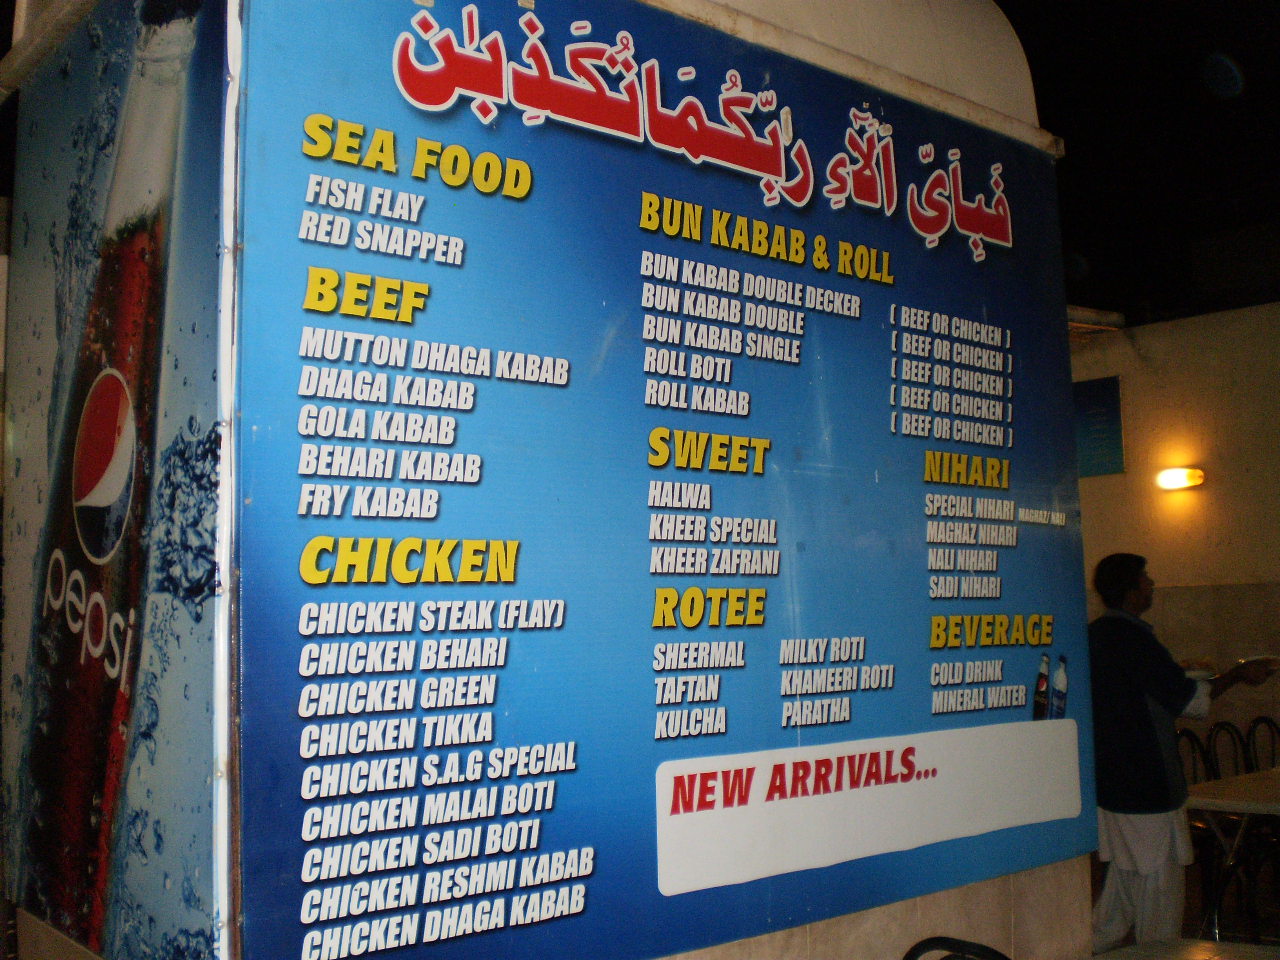 فَبِاَيِّ اٰلَآءِ رَبِّكُمَا تُكَذِّبٰنِ
SEA FOOD
FISH FLAY
RED SNAPPER
BEEF
MUTTON DHAGA KABAB
DHAGA KABAB
GOLA KABAB
BEHARI KABAB
FRY KABAB
CHICKEN
CHICKEN STEAK (FLAY)
CHICKEN BEHARI
CHICKEN GREEN
CHICKEN TIKKA
CHICKEN S.A.G SPECIAL
CHICKEN MALAI BOTI
CHICKEN SADI BOTI
CHICKEN RESHMI KABAB
CHICKEN DHAGA KABAB
BUN KABAB & ROLL
BUN KABAB DOUBLE DECKER ( BEEF OR CHICKEN )
BUN KABAB DOUBLE ( BEEF OR CHICKEN )
BUN KABAB SINGLE ( BEEF OR CHICKEN )
ROLL BOTI ( BEEF OR CHICKEN )
ROLL KABAB ( BEEF OR CHICKEN )
SWEET
HALWA
KHEER SPECIAL
KHEER ZAFRANI
ROTEE
SHEERMAL
TAFTAN
KULCHA
MILKY ROTI
KHAMEERI ROTI
PARATHA
NIHARI
SPECIAL NIHARI MAGHAZ/ NALI
MAGHAZ NIHARI
NALI NIHARI
SADI NIHARI
BEVERAGE
COLD DRINK
MINERAL WATER
NEW ARRIVALS...
pepsi